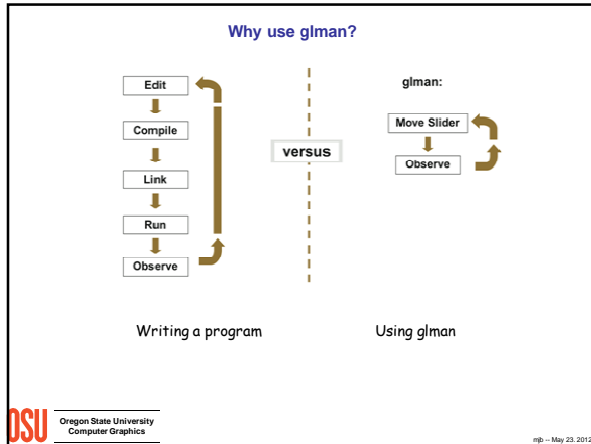 Why use glman?
Edit
Compile
Link
Run
Observe
versus
glman:
Move Slider
Observe
Writing a program
Using glman
OSU
Oregon State University
Computer Graphics
mjb – May 23, 2012